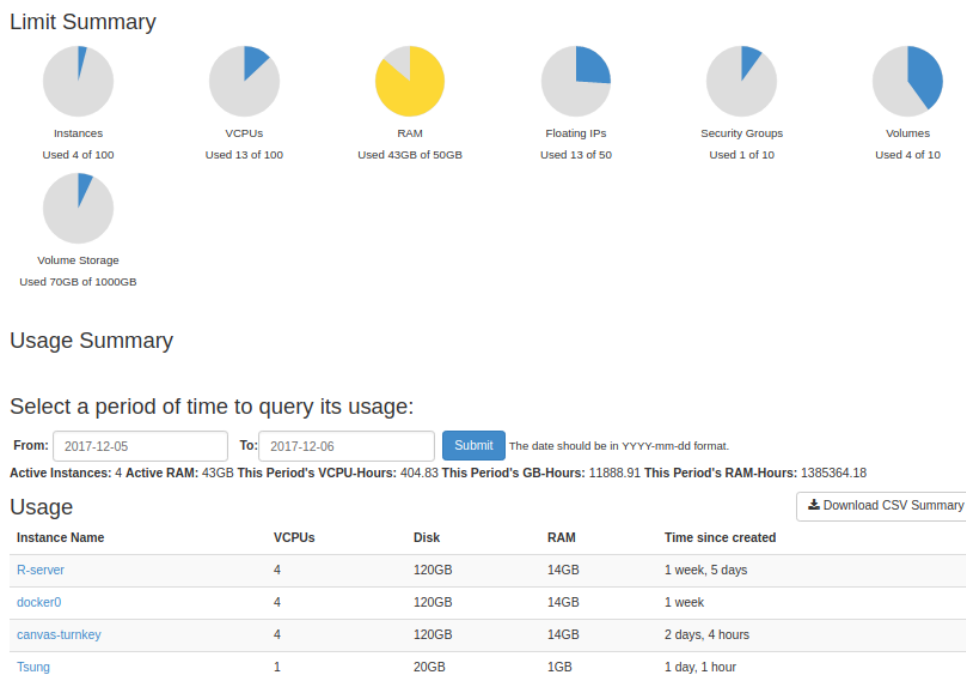 Limit Summary
Instances VCPUs RAM Floating IPs Security Groups Volumes
Used 4 of 100 Used 13 of 100 Used 43GB of 50GB Used 13 of 50 Used 1 of 10 Used 4 of 10
Volume Storage
Used 70GB of 1000GB
Usage Summary
Select a period of time to query its usage:
From: 2017-12-05 To: 2017-12-06 Submit The date should be in YYYY-mm-dd format.
Active Instances: 4 Active RAM: 43GB This Period's VCPU-Hours: 404.83 This Period's GB-Hours: 11888.91 This Period's RAM-Hours: 1385364.18
Usage Download CSV Summary
Instance Name VCPUs Disk RAM Time since created
R-server 4 120GB 14GB 1 week, 5 days
docker0 4 120GB 14GB 1 week
canvas-turnkey 4 120GB 14GB 2 days, 4 hours
Tsung 1 20GB 1GB 1 day, 1 hour